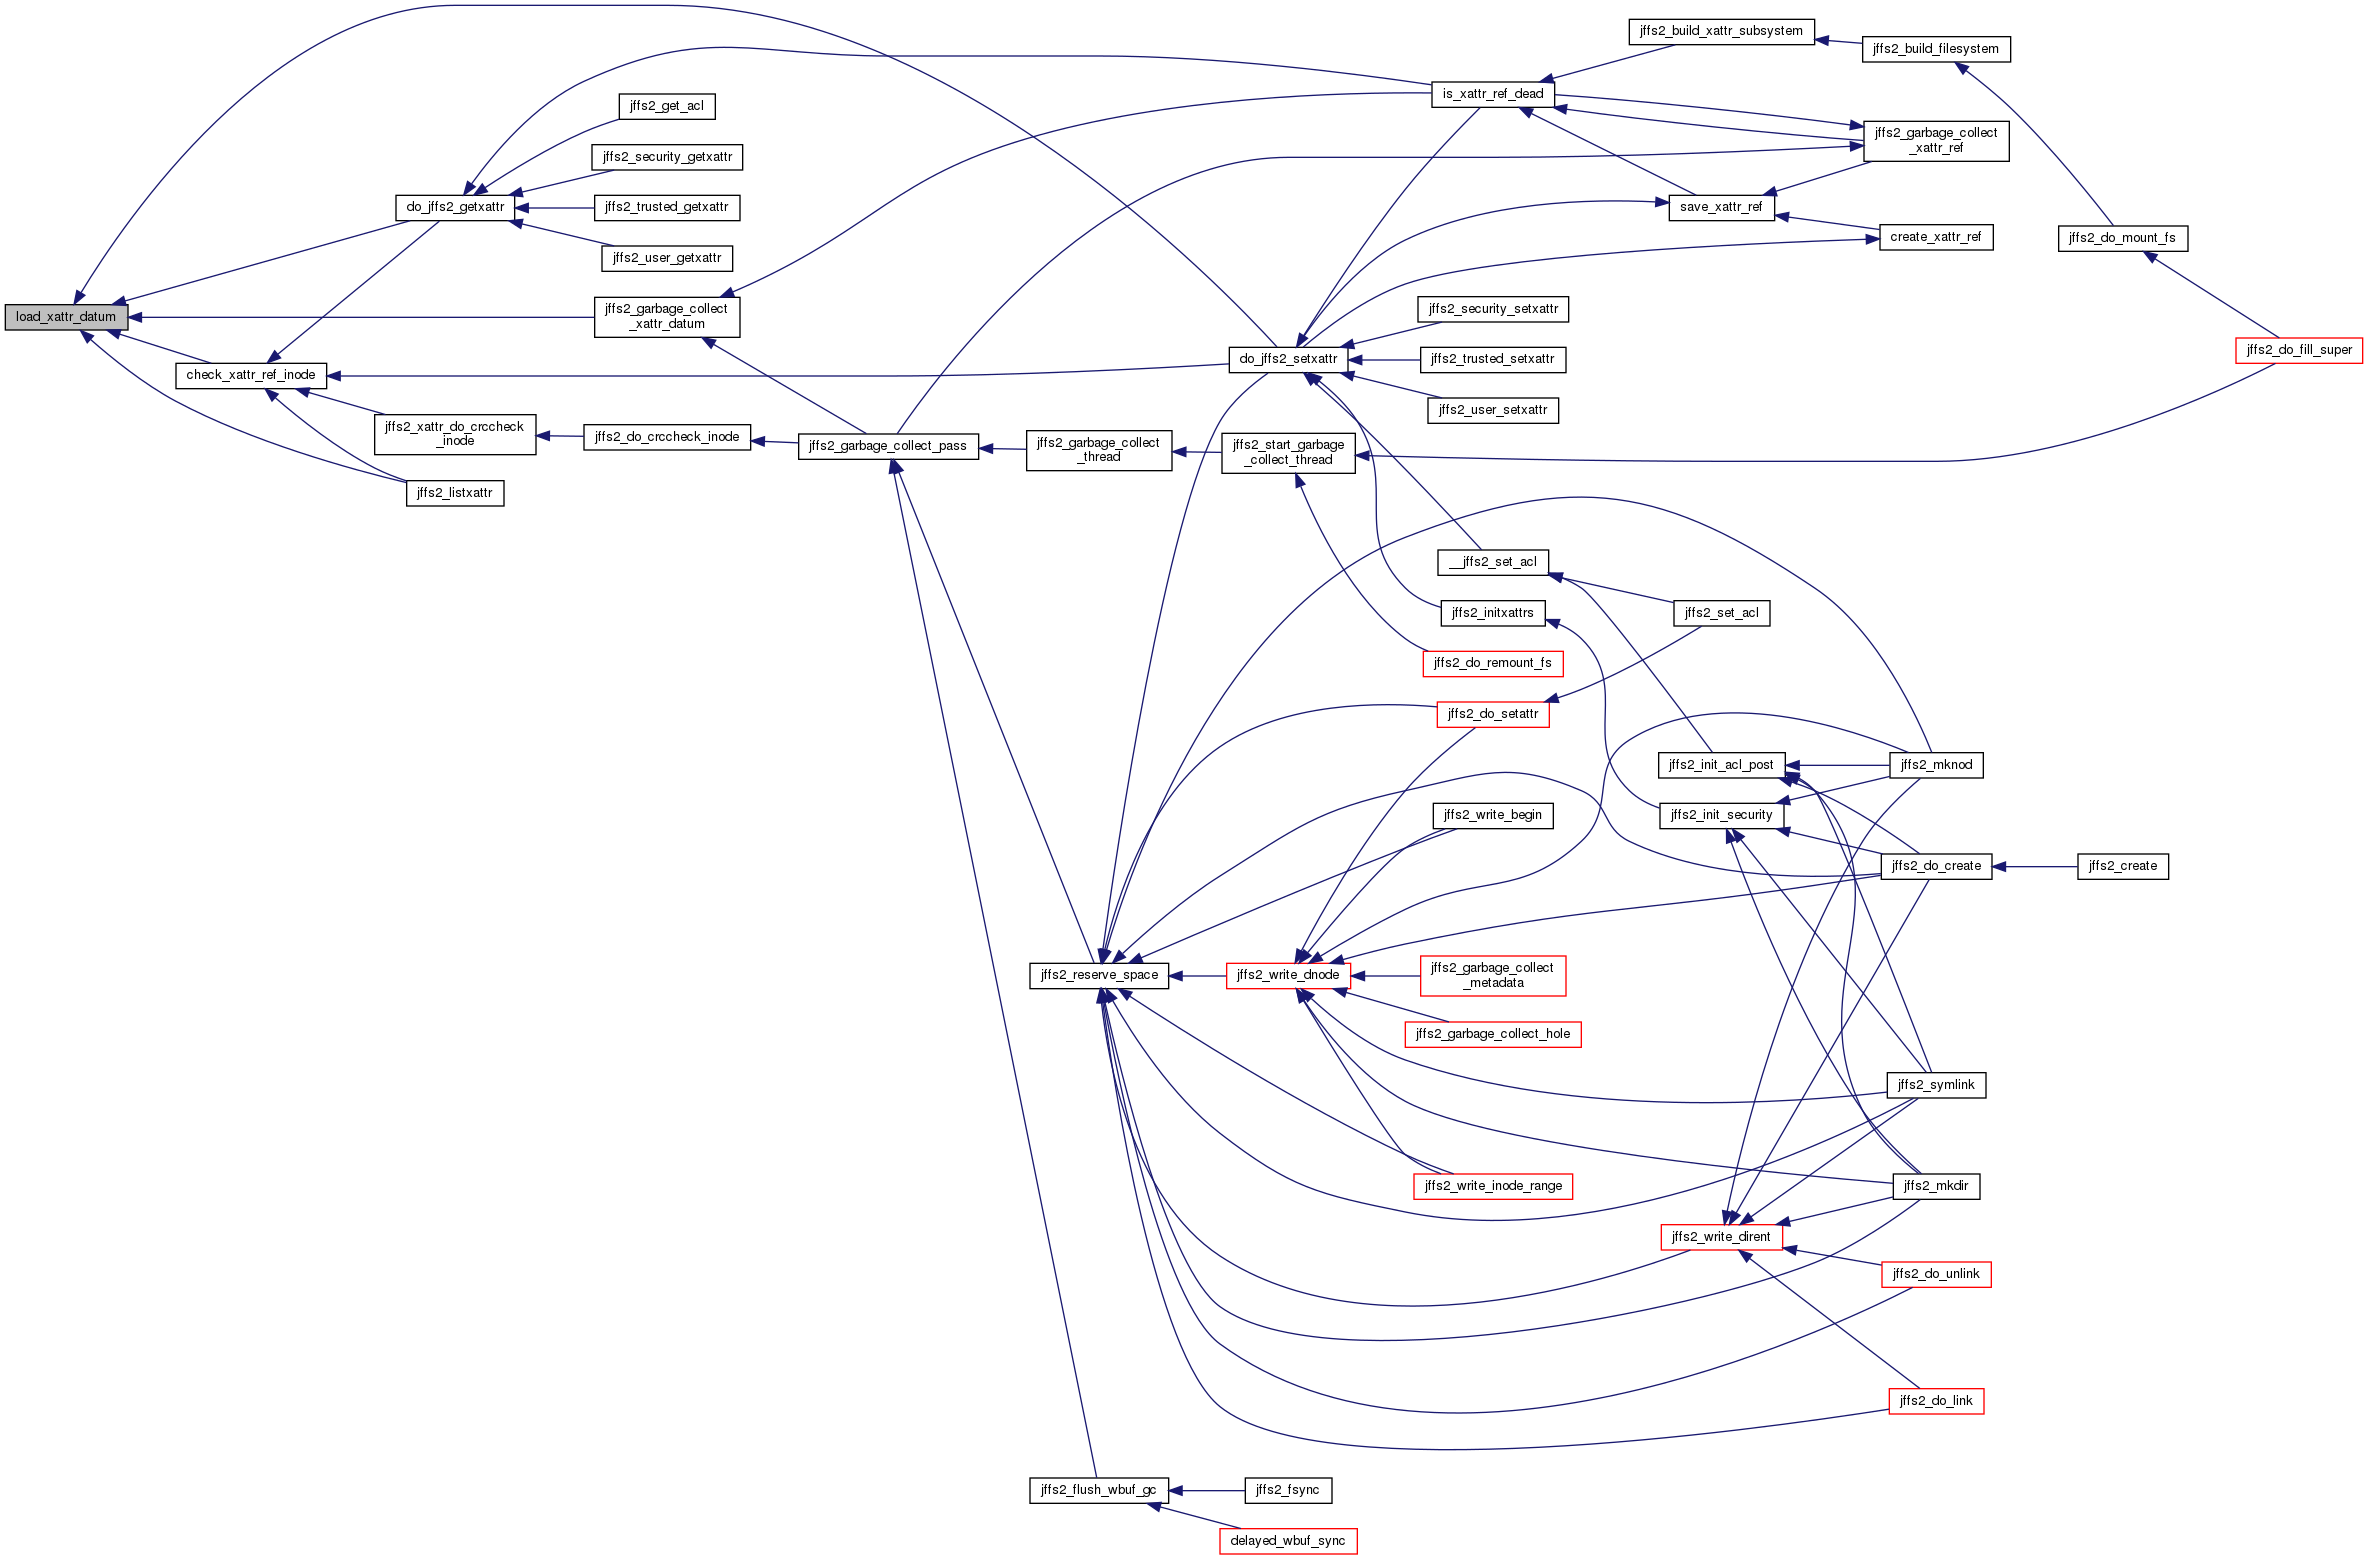 jffs2_build_xattr_subsystem
jffs2_build_filesystem
is_xattr_ref_dead
jffs2_get_acl
jffs2_garbage_collect
_xattr_ref
jffs2_security_getxattr
do_jffs2_getxattr
jffs2_trusted_getxattr
save_xattr_ref
jffs2_user_getxattr
create_xattr_ref
jffs2_do_mount_fs
load_xattr_datum
jffs2_garbage_collect
_xattr_datum
jffs2_security_setxattr
do_jffs2_setxattr
jffs2_trusted_setxattr
jffs2_do_fill_super
check_xattr_ref_inode
jffs2_user_setxattr
jffs2_xattr_do_crccheck
_inode
jffs2_do_crccheck_inode
jffs2_garbage_collect_pass
jffs2_garbage_collect
_thread
jffs2_start_garbage
_collect_thread
jffs2_listxattr
__jffs2_set_acl
jffs2_initxattrs
jffs2_set_acl
jffs2_do_remount_fs
jffs2_do_setattr
jffs2_init_acl_post
jffs2_mknod
jffs2_write_begin
jffs2_init_security
jffs2_do_create
jffs2_create
jffs2_reserve_space
jffs2_write_dnode
jffs2_garbage_collect
_metadata
jffs2_garbage_collect_hole
jffs2_symlink
jffs2_write_inode_range
jffs2_mkdir
jffs2_write_dirent
jffs2_do_unlink
jffs2_do_link
jffs2_flush_wbuf_gc
jffs2_fsync
delayed_wbuf_sync